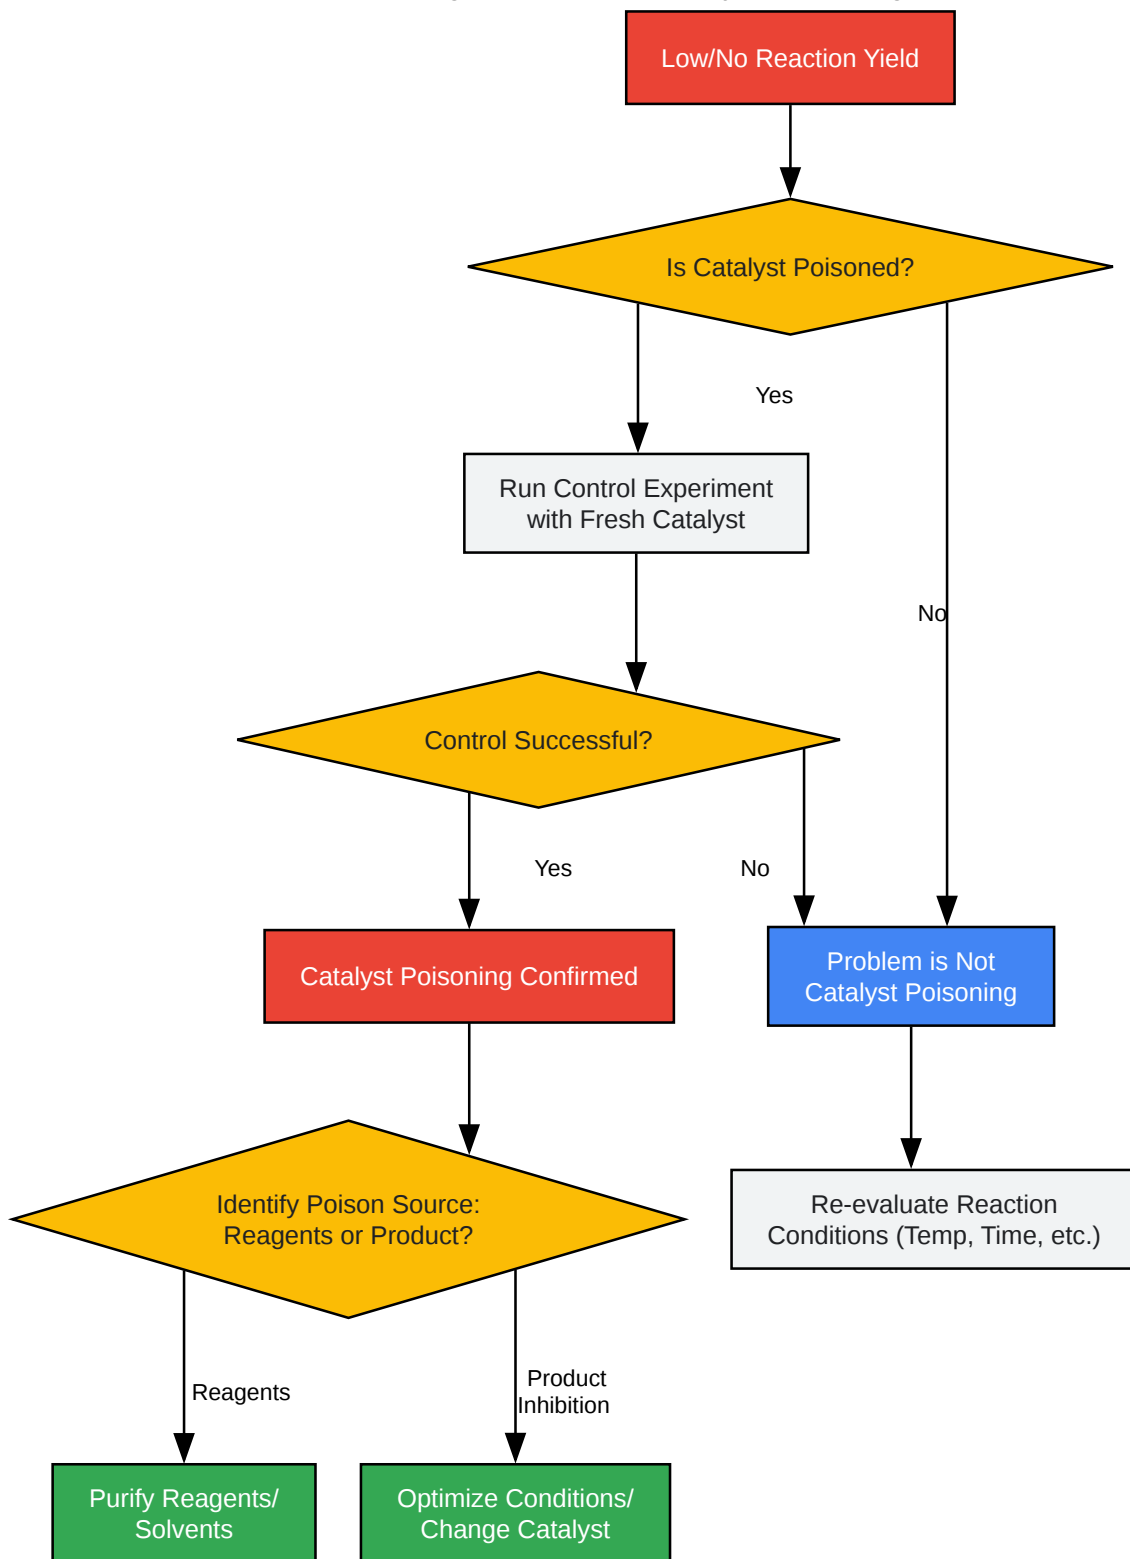 Low/No Reaction Yield
Is Catalyst Poisoned?
Yes
Run Control Experiment
with Fresh Catalyst
No
Control Successful?
Yes
No
Catalyst Poisoning Confirmed
Problem is Not
Catalyst Poisoning
Identify Poison Source:
Reagents or Product?
Re-evaluate Reaction
Conditions (Temp, Time, etc.)
Reagents
Product
Inhibition
Purify Reagents/
Solvents
Optimize Conditions/
Change Catalyst